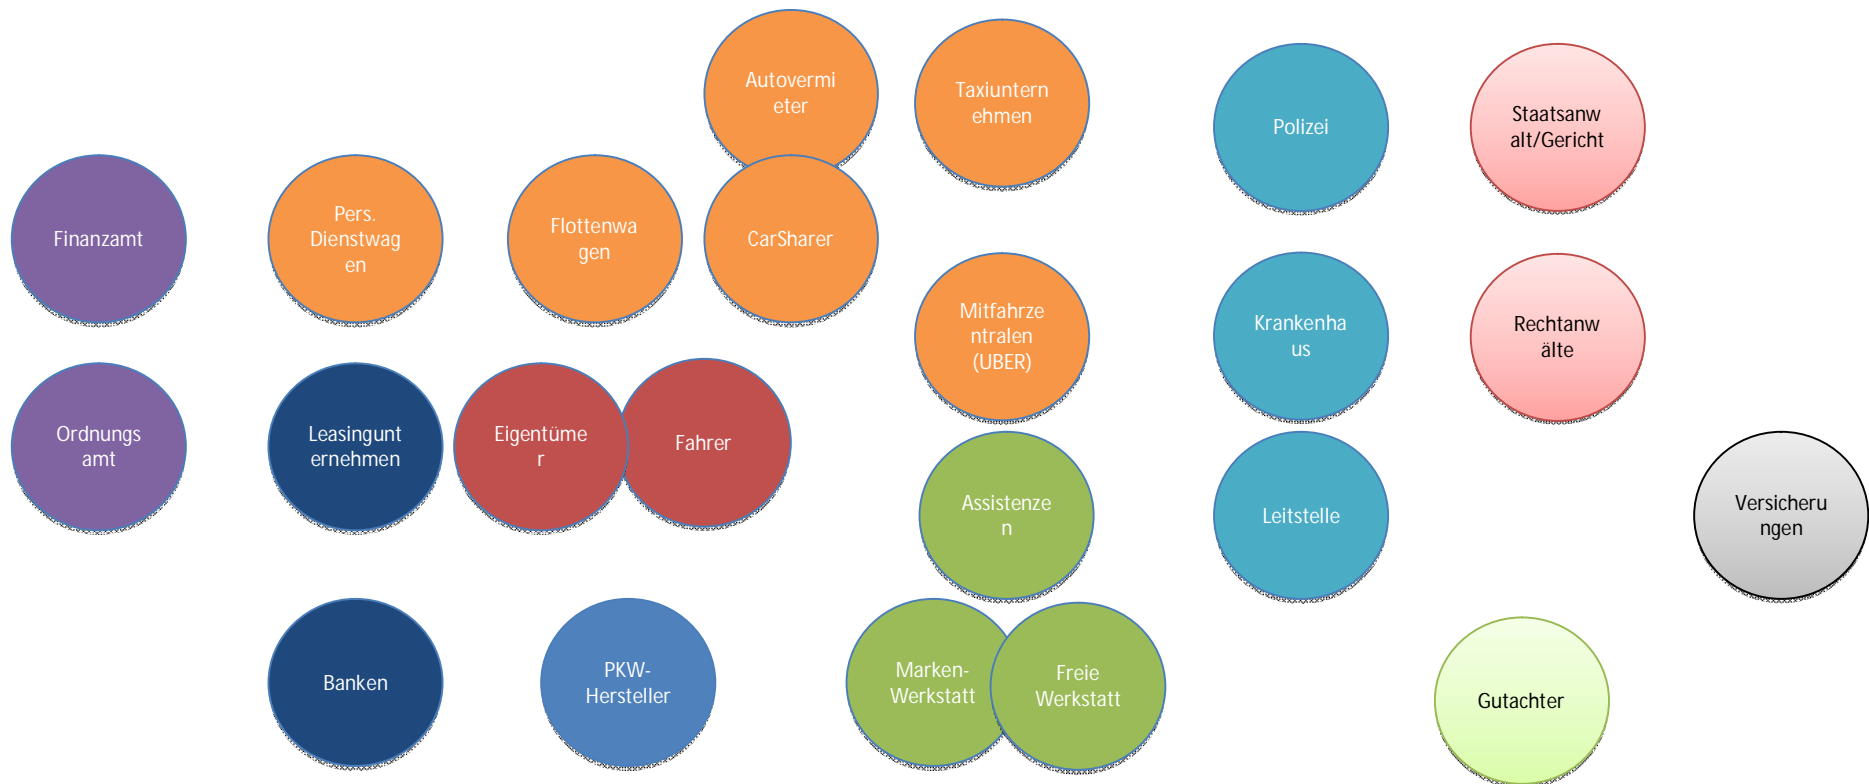 Autovermi
eter
Taxiuntern
ehmen
Polizei
Staatsanw
alt/Gericht
Finanzamt
Pers.
Dienstwag
en
Flottenwa
gen
CarSharer
Mitfahrze
ntralen
(UBER)
Krankenha
us
Rechtanw
älte
Ordnungs
amt
Leasingunt
ernehmen
Eigentüme
r
Fahrer
Assistenze
n
Leitstelle
Versicheru
ngen
Banken
PKW-
Hersteller
Marken-
Werkstatt
Freie
Werkstatt
Gutachter